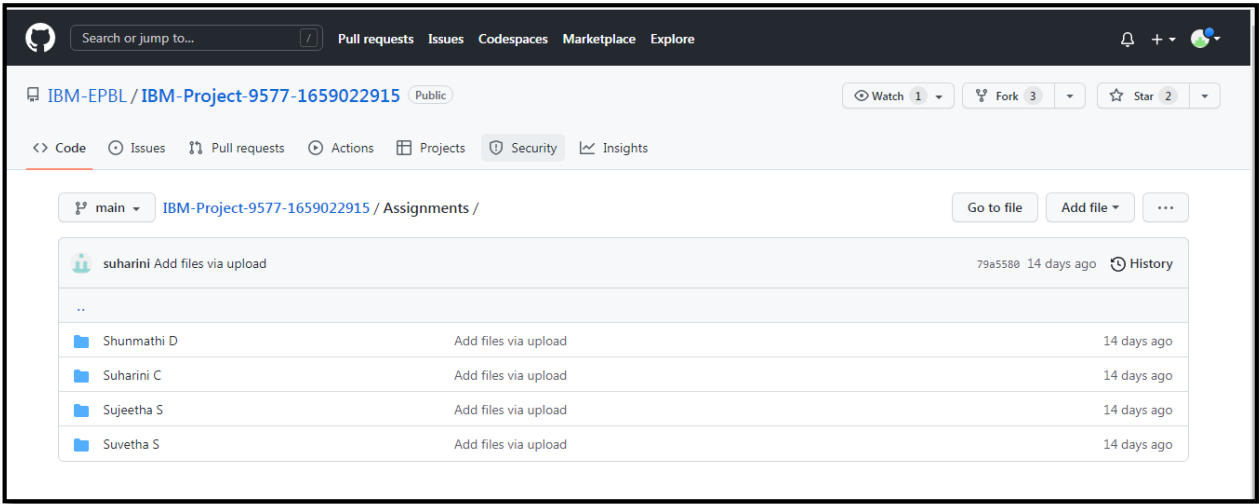 Search or jump to... / Pull requests Issues Codespaces Marketplace Explore
IBM-EPBL / IBM-Project-9577-1659022915 Public Watch 1 Fork 3 Star 2
<> Code Issues Pull requests Actions Projects Security Insights
main IBM-Project-9577-1659022915 / Assignments / Go to file Add file ...
suharini Add files via upload 79a5580 14 days ago History
..
Shunmathi D Add files via upload 14 days ago
Suharini C Add files via upload 14 days ago
Sujeetha S Add files via upload 14 days ago
Suvetha S Add files via upload 14 days ago